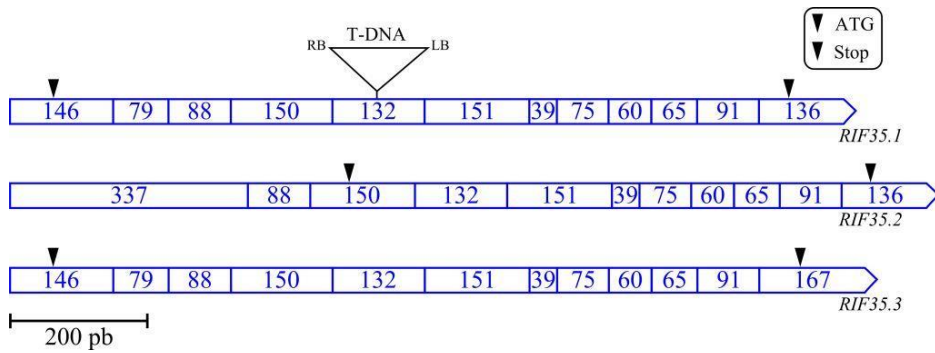 T-DNA
RB LB
ATG
Stop
146 79 88 150 132 151 39 75 60 65 91 136
RIF35.1
337 88 150 132 151 39 75 60 65 91 136
RIF35.2
146 79 88 150 132 151 39 75 60 65 91 167
RIF35.3
200 pb